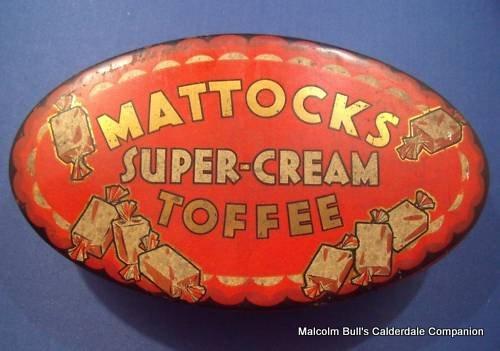 MATTOCKS
SUPER-CREAM
TOFFEE
Malcolm Bull's Calderdale Companion